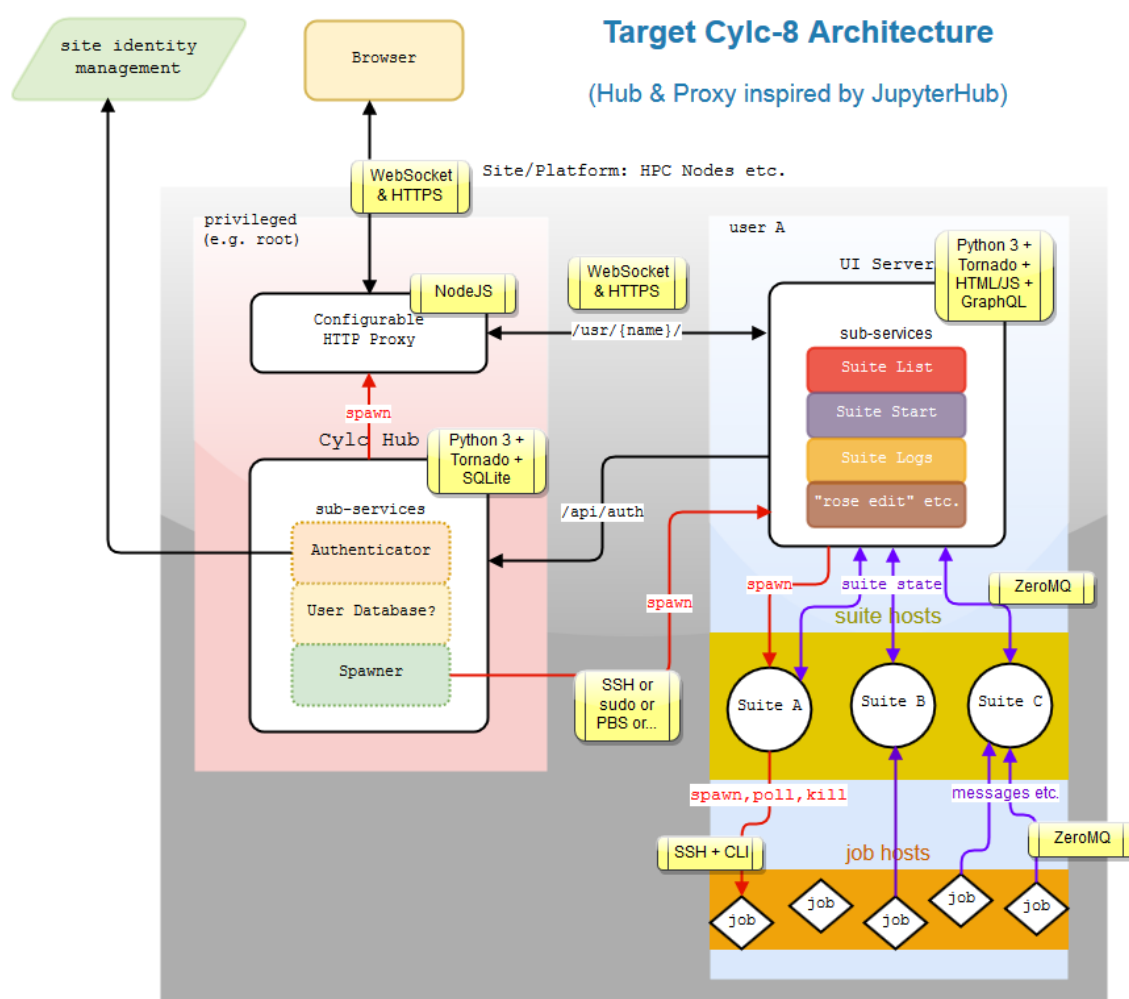 Target Cylc-8 Architecture
(Hub & Proxy inspired by JupyterHub)
site identity
management
Browser
WebSocket
& HTTPS
Site/Platform: HPC Nodes etc.
privileged
(e.g. root)
user A
UI Server
Python 3 +
Tornado +
HTML/JS +
GraphQL
WebSocket
& HTTPS
NodeJS
Configurable
HTTP Proxy
/usr/{name}/
sub-services
Suite List
Suite Start
Suite Logs
"rose edit" etc.
spawn
Cylc Hub
Python 3 +
Tornado +
SQLite
sub-services
Authenticator
User Database?
Spawner
/api/auth
spawn
SSH or
sudo or
PBS or...
spawn
suite state
ZeroMQ
suite hosts
Suite A
Suite B
Suite C
spawn,poll,kill
messages etc.
SSH + CLI
job hosts
ZeroMQ
job
job
job
job
job